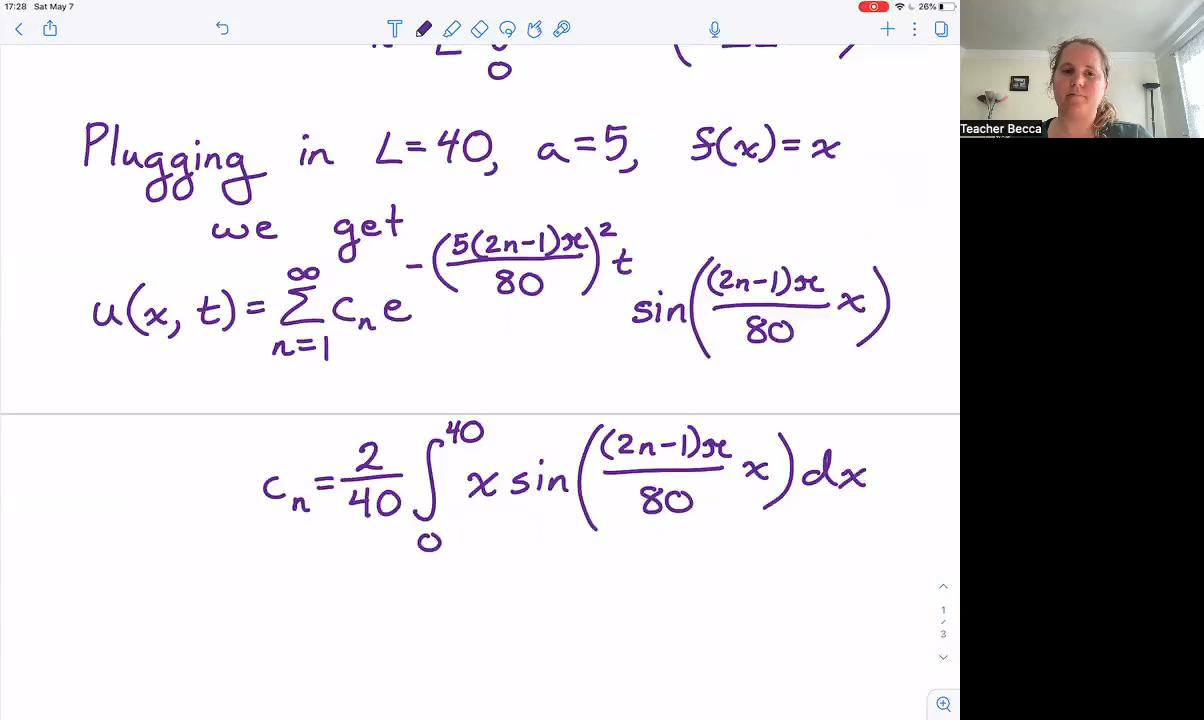 17:28 Sat May 7
26%
T
L 0
Plugging in L=40, a=5, f(x)=x
we get
u(x, t) = ∑_{n=1}^{∞} c_n e^{-(5(2n-1)π/80)^2 t} sin((2n-1)π/80 x)
c_n = 2/40 ∫_0^{40} x sin((2n-1)π/80 x) dx
1
/
3
Teacher Becca